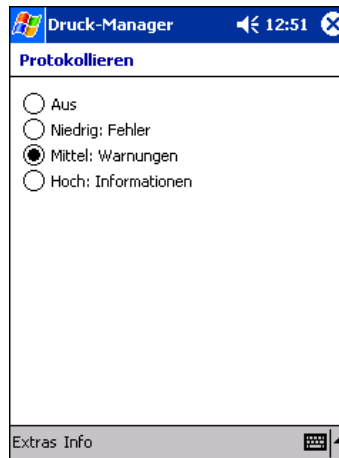 Druck-Manager 12:51
Protokollieren
Aus
Niedrig: Fehler
Mittel: Warnungen
Hoch: Informationen
Extras Info